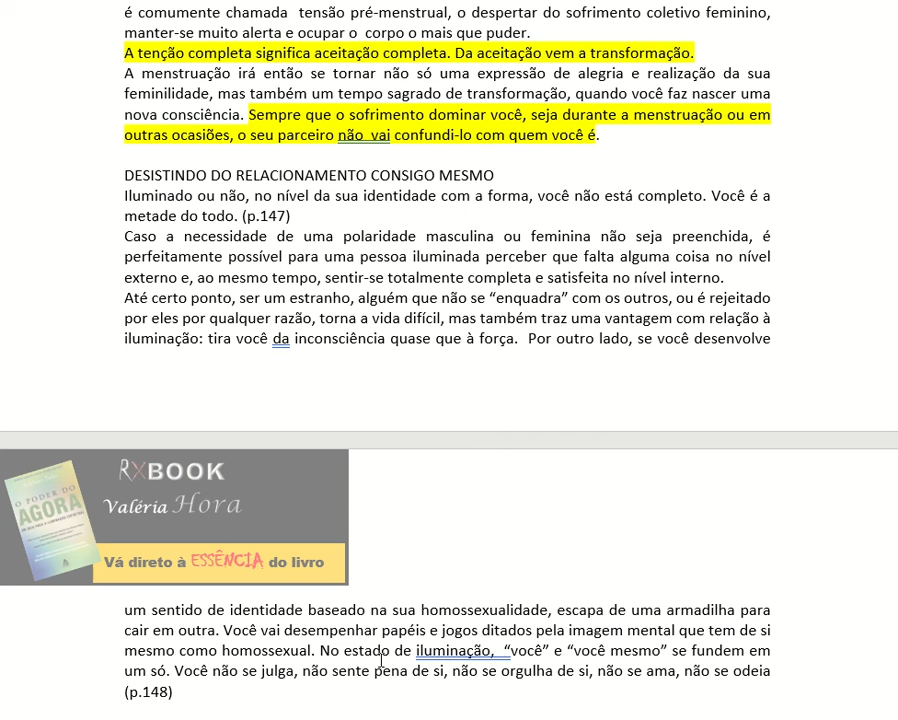 é comumente chamada  tensão pré-menstrual, o despertar do sofrimento coletivo feminino,
manter-se muito alerta e ocupar o  corpo o mais que puder.
A tenção completa significa aceitação completa. Da aceitação vem a transformação.
A menstruação irá então se tornar não só uma expressão de alegria e realização da sua
feminilidade, mas também um tempo sagrado de transformação, quando você faz nascer uma
nova consciência. Sempre que o sofrimento dominar você, seja durante a menstruação ou em
outras ocasiões, o seu parceiro não  vai confundi-lo com quem você é.
DESISTINDO DO RELACIONAMENTO CONSIGO MESMO
Iluminado ou não, no nível da sua identidade com a forma, você não está completo. Você é a
metade do todo. (p.147)
Caso a necessidade de uma polaridade masculina ou feminina não seja preenchida, é
perfeitamente possível para uma pessoa iluminada perceber que falta alguma coisa no nível
externo e, ao mesmo tempo, sentir-se totalmente completa e satisfeita no nível interno.
Até certo ponto, ser um estranho, alguém que não se “enquadra” com os outros, ou é rejeitado
por eles por qualquer razão, torna a vida difícil, mas também traz uma vantagem com relação à
iluminação: tira você da inconsciência quase que à força.  Por outro lado, se você desenvolve
RXBOOK
Valéria Hora
O PODER DO
AGORA
Vá direto à ESSÊNCIA do livro
um sentido de identidade baseado na sua homossexualidade, escapa de uma armadilha para
cair em outra. Você vai desempenhar papéis e jogos ditados pela imagem mental que tem de si
mesmo como homossexual. No estado de iluminação,  “você” e “você mesmo” se fundem em
um só. Você não se julga, não sente pena de si, não se orgulha de si, não se ama, não se odeia
(p.148)